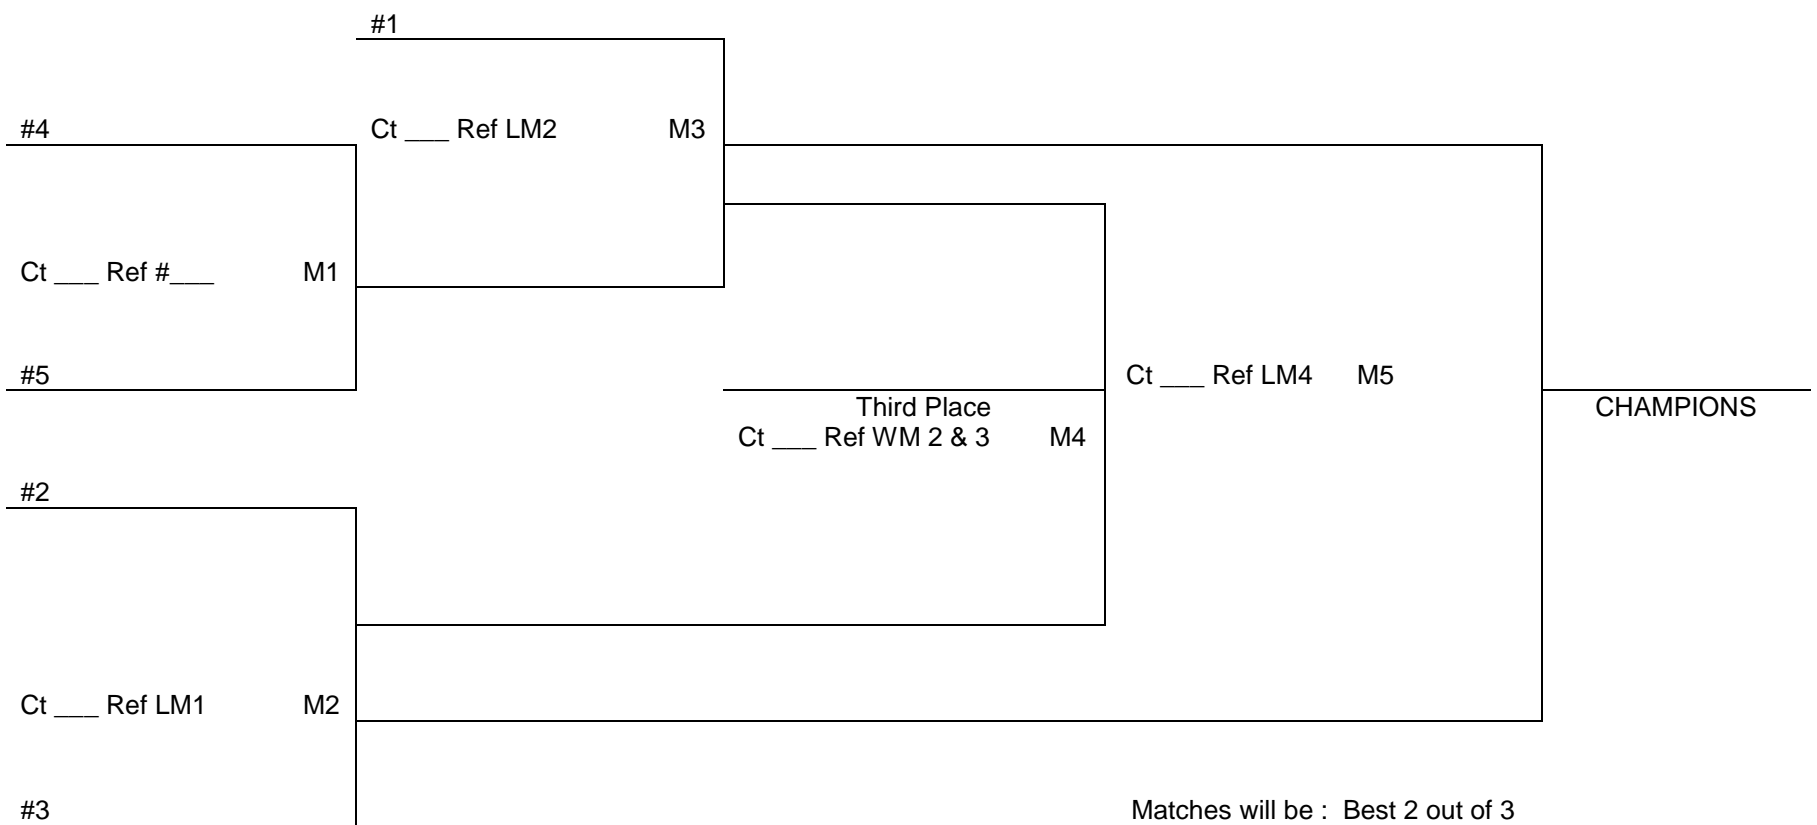 #1
#4
Ct ___ Ref LM2 M3
Ct ___ Ref #___ M1
#5
Ct ___ Ref LM4 M5
Third Place
CHAMPIONS
Ct ___ Ref WM 2 & 3 M4
#2
Ct ___ Ref LM1 M2
#3
Matches will be : Best 2 out of 3